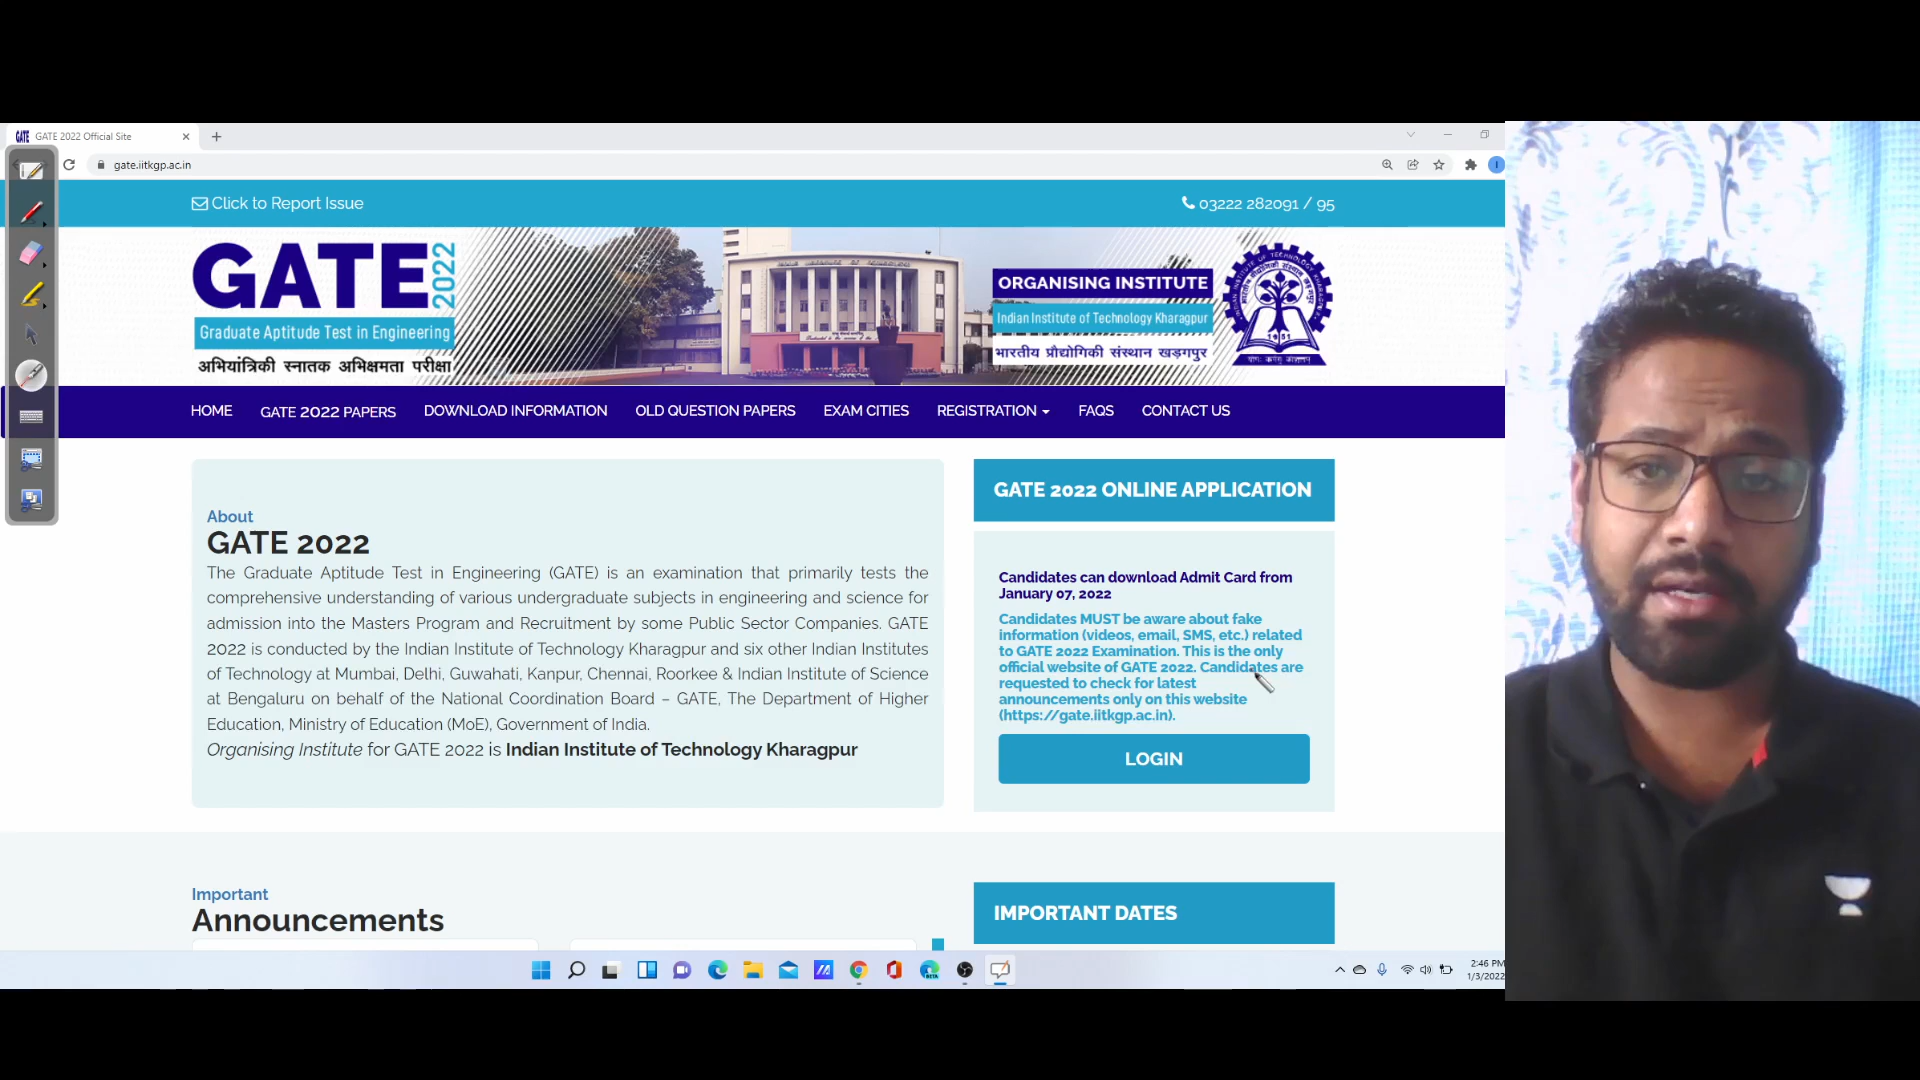 GATE GATE 2022 Official Site
gate.iitkgp.ac.in
Click to Report Issue
03222 282091 / 95
GATE 2022
Graduate Aptitude Test in Engineering
अभियांत्रिकी स्नातक अभिक्षमता परीक्षा
ORGANISING INSTITUTE
Indian Institute of Technology Kharagpur
भारतीय प्रौद्योगिकी संस्थान खड़गपुर
HOME GATE 2022 PAPERS DOWNLOAD INFORMATION OLD QUESTION PAPERS EXAM CITIES REGISTRATION FAQS CONTACT US
About
GATE 2022
The Graduate Aptitude Test in Engineering (GATE) is an examination that primarily tests the
comprehensive understanding of various undergraduate subjects in engineering and science for
admission into the Masters Program and Recruitment by some Public Sector Companies. GATE
2022 is conducted by the Indian Institute of Technology Kharagpur and six other Indian Institutes
of Technology at Mumbai, Delhi, Guwahati, Kanpur, Chennai, Roorkee & Indian Institute of Science
at Bengaluru on behalf of the National Coordination Board – GATE, The Department of Higher
Education, Ministry of Education (MoE), Government of India.
Organising Institute for GATE 2022 is Indian Institute of Technology Kharagpur
GATE 2022 ONLINE APPLICATION
Candidates can download Admit Card from
January 07, 2022
Candidates MUST be aware about fake
information (videos, email, SMS, etc.) related
to GATE 2022 Examination. This is the only
official website of GATE 2022. Candidates are
requested to check for latest
announcements only on this website
(https://gate.iitkgp.ac.in).
LOGIN
Important
Announcements
IMPORTANT DATES
2:46 PM
1/3/2022